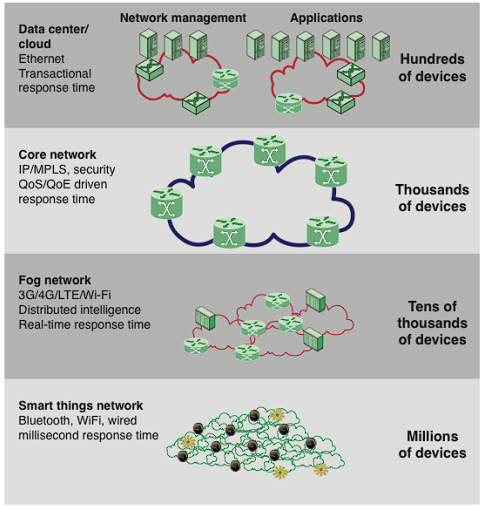 Network management
Applications
Data center/
cloud
Ethernet
Transactional
response time
Hundreds
of devices
Core network
IP/MPLS, security
QoS/QoE driven
response time
Thousands
of devices
Fog network
3G/4G/LTE/Wi-Fi
Distributed intelligence
Real-time response time
Tens of
thousands
of devices
Smart things network
Bluetooth, WiFi, wired
millisecond response time
Millions
of devices